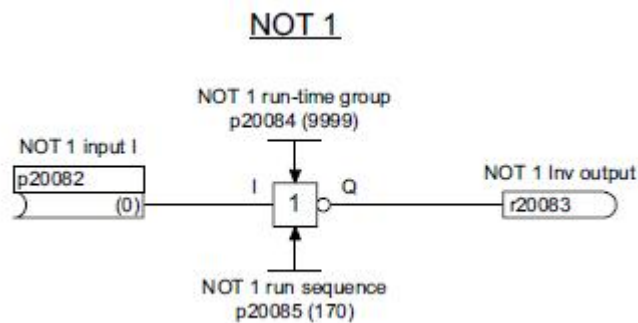 NOT 1
NOT 1 run-time group
p20084 (9999)
NOT 1 input I
p20082
(0)
I
1
Q
NOT 1 Inv output
r20083
NOT 1 run sequence
p20085 (170)